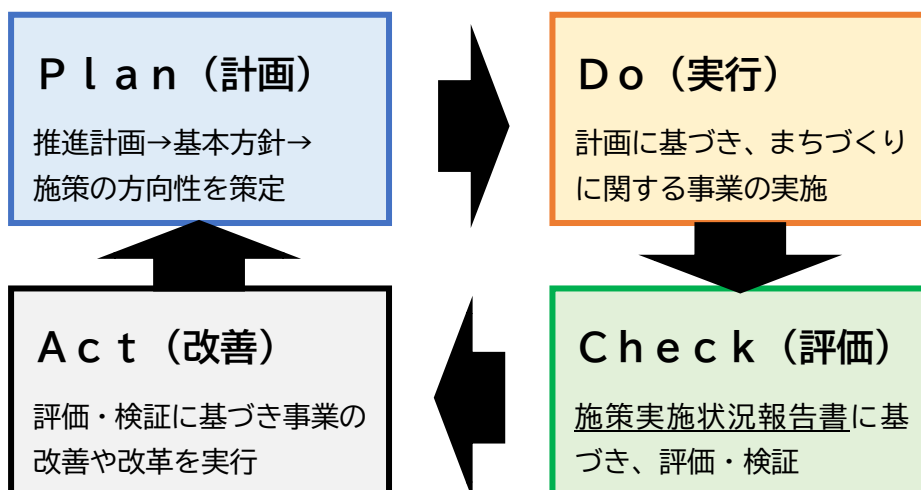 Ｐｌａｎ（計画）
推進計画→基本方針→
施策の方向性を策定
Ｄｏ（実行）
計画に基づき、まちづくり
に関する事業の実施
Ａｃｔ（改善）
評価・検証に基づき事業の
改善や改革を実行
Ｃｈｅｃｋ（評価）
施策実施状況報告書に基
づき、評価・検証